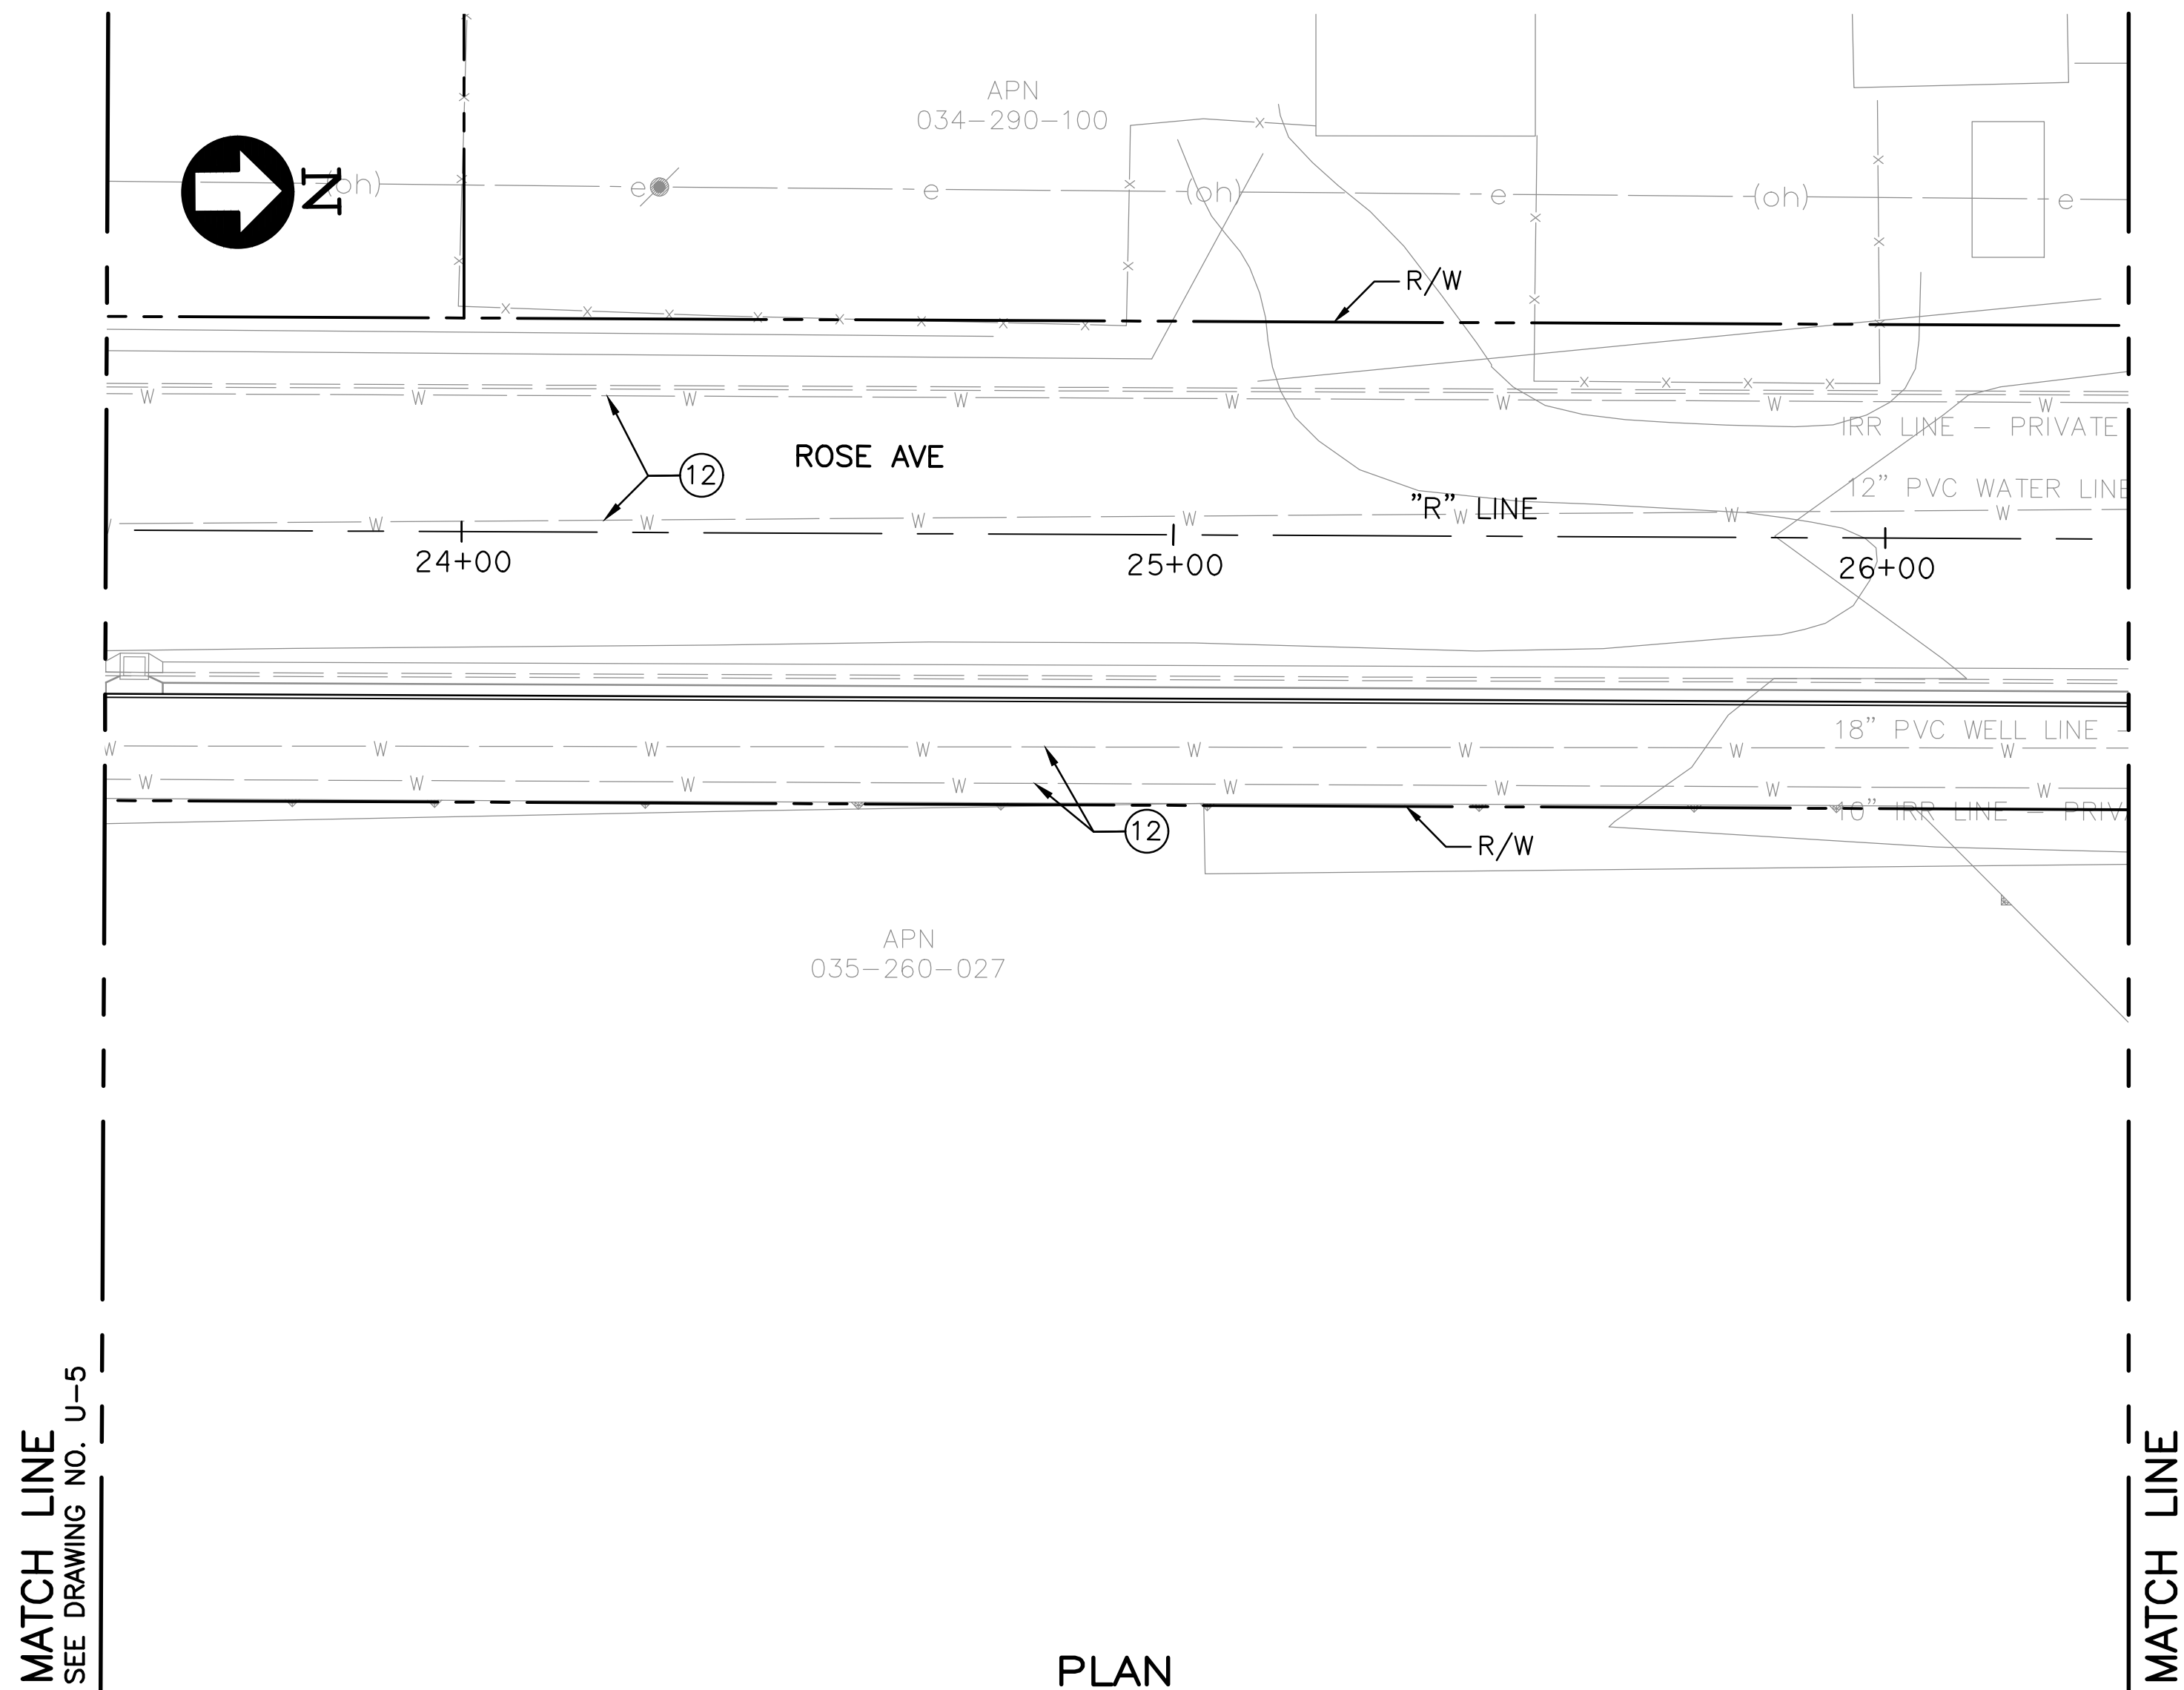 APN
034-290-100
N
(oh)
e
e
(oh)
e
(oh)
e
R/W
W W W W W W W W
IRR LINE - PRIVATE
ROSE AVE
12
12" PVC WATER LINE
"R" LINE
W W W W W W W
24+00
25+00
26+00
18" PVC WELL LINE
W W W W W W W W
W W W W W W W W
IRR LINE -
12
R/W
APN
035-260-027
MATCH LINE
SEE DRAWING NO. U-5
PLAN
MATCH LINE